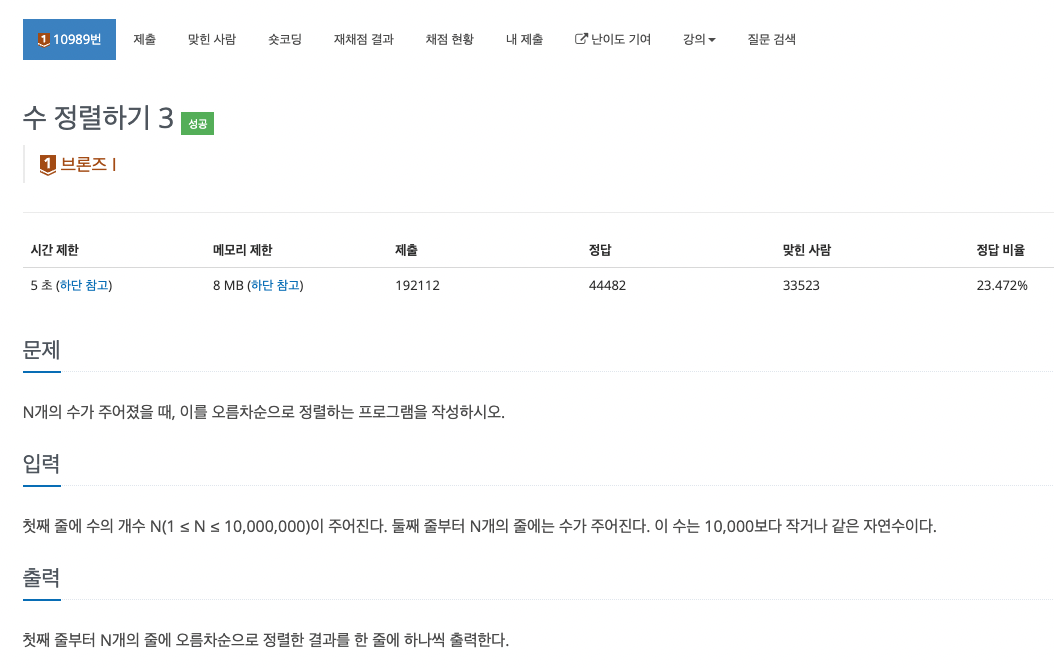 1 10989번 제출 맞힌 사람 숏코딩 재채점 결과 채점 현황 내 제출 난이도 기여 강의 질문 검색
수 정렬하기 3 성공
1 브론즈 I
시간 제한 메모리 제한 제출 정답 맞힌 사람 정답 비율
5 초 (하단 참고) 8 MB (하단 참고) 192112 44482 33523 23.472%
문제
N개의 수가 주어졌을 때, 이를 오름차순으로 정렬하는 프로그램을 작성하시오.
입력
첫째 줄에 수의 개수 N(1 ≤ N ≤ 10,000,000)이 주어진다. 둘째 줄부터 N개의 줄에는 수가 주어진다. 이 수는 10,000보다 작거나 같은 자연수이다.
출력
첫째 줄부터 N개의 줄에 오름차순으로 정렬한 결과를 한 줄에 하나씩 출력한다.